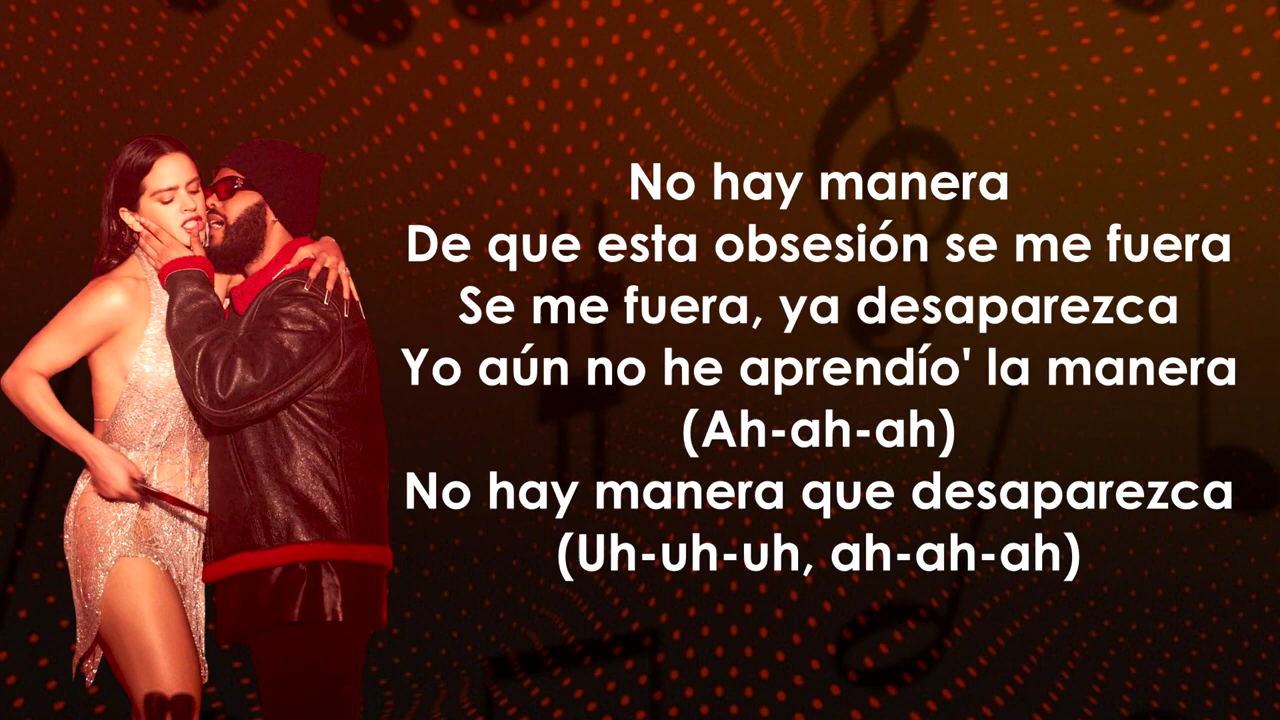 No hay manera
De que esta obsesión se me fuera
Se me fuera, ya desaparezca
Yo aún no he aprendío' la manera
(Ah-ah-ah)
No hay manera que desaparezca
(Uh-uh-uh, ah-ah-ah)